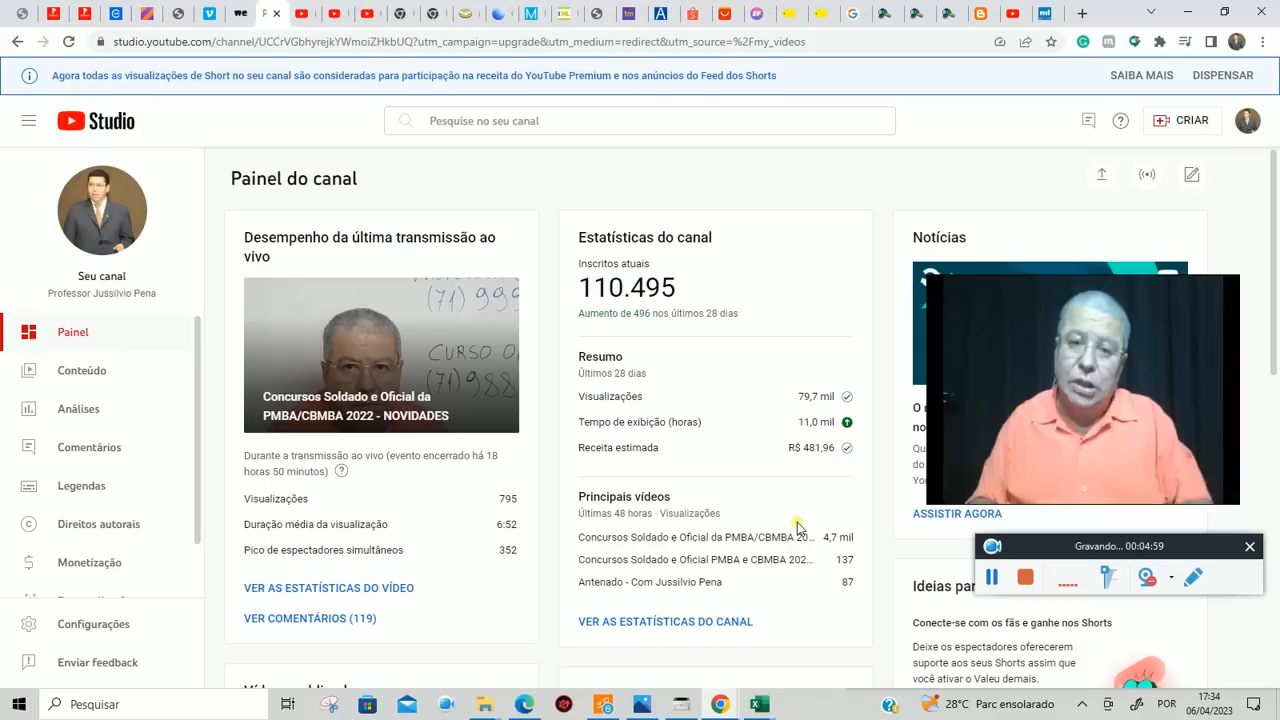 studio.youtube.com/channel/UCCrVGbhyrejkYWmoiZHkbUQ?utm_campaign=upgrade&utm_medium=redirect&utm_source=%2Fmy_videos
Agora todas as visualizações de Short no seu canal são consideradas para participação na receita do YouTube Premium e nos anúncios do Feed dos Shorts
SAIBA MAIS
DISPENSAR
Studio
Pesquise no seu canal
CRIAR
Seu canal
Professor Jussilvio Pena
Painel
Conteúdo
Análises
Comentários
Legendas
Direitos autorais
Monetização
Configurações
Enviar feedback
Painel do canal
Desempenho da última transmissão ao
vivo
(71) 999
CURSO O
(71) 988
Concursos Soldado e Oficial da
PMBA/CBMBA 2022 - NOVIDADES
Durante a transmissão ao vivo (evento encerrado há 18
horas 50 minutos)
Visualizações 795
Duração média da visualização 6:52
Pico de espectadores simultâneos 352
VER AS ESTATÍSTICAS DO VÍDEO
VER COMENTÁRIOS (119)
Estatísticas do canal
Inscritos atuais
110.495
Aumento de 496 nos últimos 28 dias
Resumo
Últimos 28 dias
Visualizações 79,7 mil
Tempo de exibição (horas) 11,0 mil
Receita estimada R$ 481,96
Principais vídeos
Últimas 48 horas · Visualizações
Concursos Soldado e Oficial da PMBA/CBMBA 20... 4,7 mil
Concursos Soldado e Oficial PMBA e CBMBA 202... 137
Antenado - Com Jussilvio Pena 87
VER AS ESTATÍSTICAS DO CANAL
Notícias
ASSISTIR AGORA
Gravando... 00:04:59
Ideias par
Conecte-se com os fãs e ganhe nos Shorts
Deixe os espectadores oferecerem
suporte aos seus Shorts assim que
você ativar o Valeu demais.
Pesquisar
28°C Parc ensolarado
POR
17:34
06/04/2023